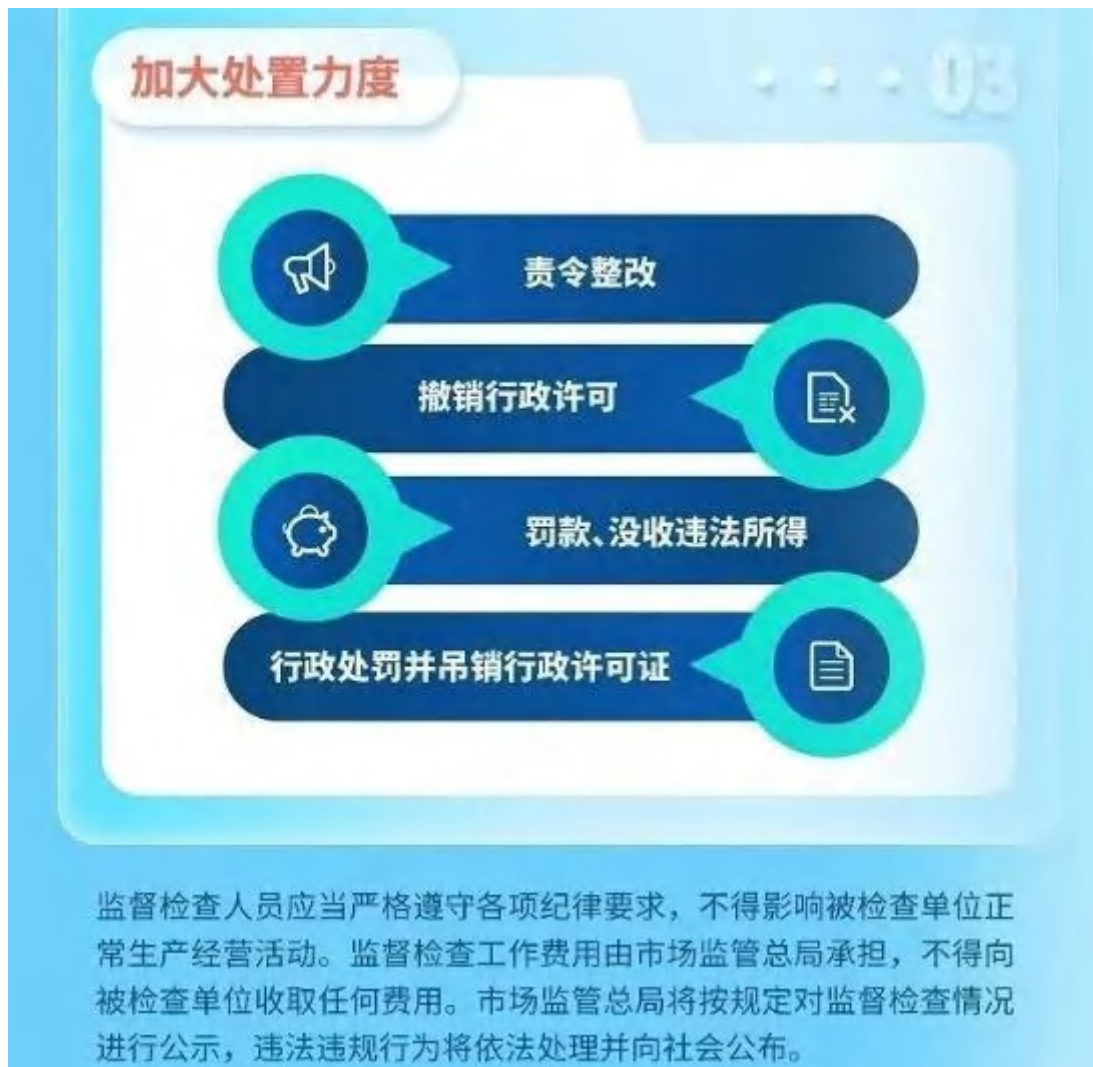 加大处置力度
03
责令整改
撤销行政许可
罚款、没收违法所得
行政处罚并吊销行政许可证
监督检查人员应当严格遵守各项纪律要求，不得影响被检查单位正
常生产经营活动。监督检查工作费用由市场监管总局承担，不得向
被检查单位收取任何费用。市场监管总局将按规定对监督检查情况
进行公示，违法违规行为将依法处理并向社会公布。